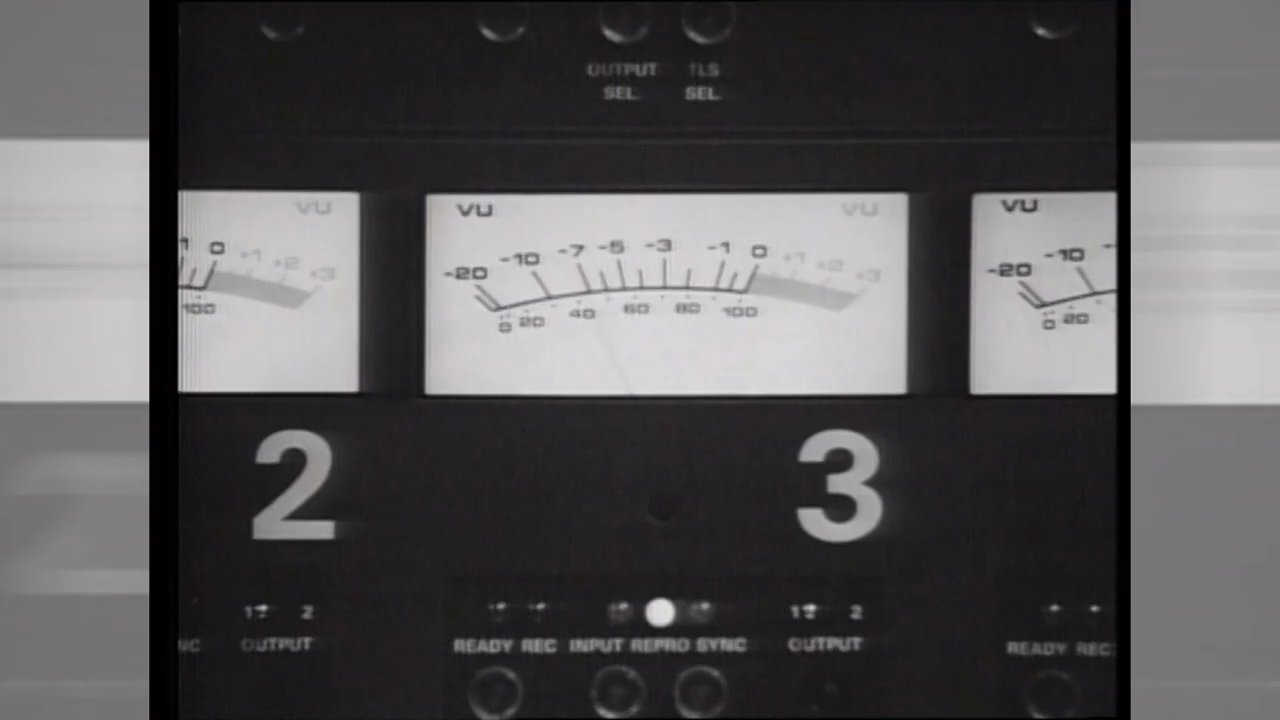 OUTPUT TLS
SEL. SEL.
VU VU VU VU
1 0 +1 +2 +3 -20 -10 -7 -5 -3 -1 0 +1 +2 +3 -20 -10
100 0 20 40 60 80 100 0 20
2 3
1 2 1 2
OUTPUT READY REC INPUT REPRO SYNC OUTPUT READY REC